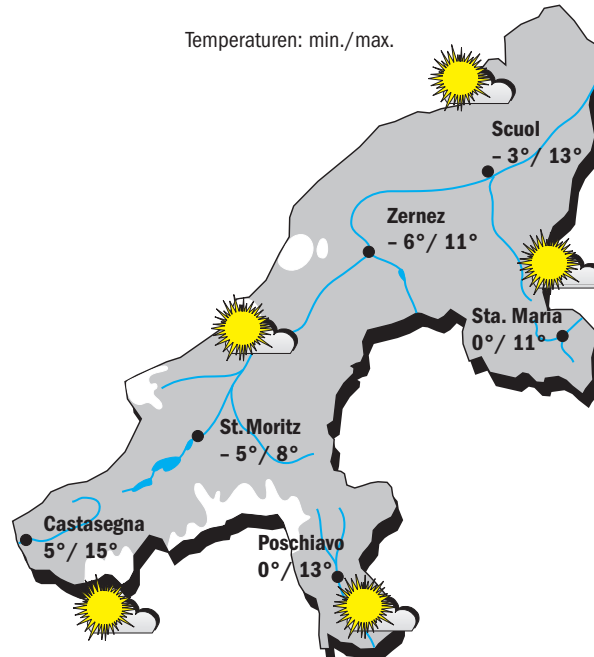 Temperaturen: min./max.
Scuol
– 3°/ 13°
Zernez
– 6°/ 11°
Sta. Maria
0°/ 11°
St. Moritz
– 5°/ 8°
Castasegna
5°/ 15°
Poschiavo
0°/ 13°